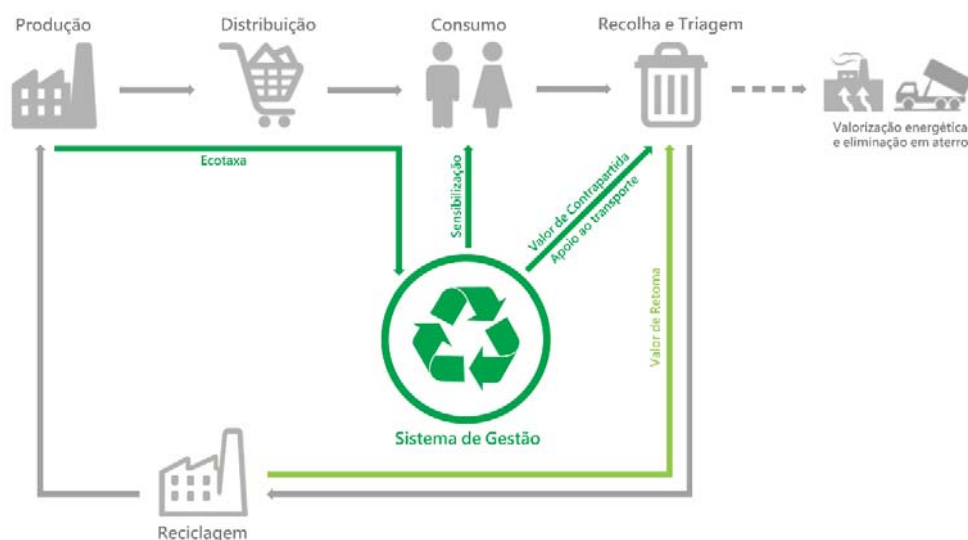 Produção
Distribuição
Consumo
Recolha e Triagem
Valorização energética
e eliminação em aterro
Ecotaxa
Sensibilização
Valor de Contrapartida
Apoio ao transporte
Valor de Retoma
Sistema de Gestão
Reciclagem